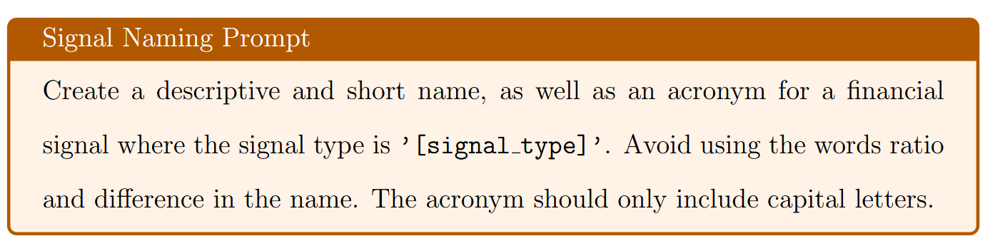 Signal Naming Prompt
Create a descriptive and short name, as well as an acronym for a financial
signal where the signal type is '[signal_type]'. Avoid using the words ratio
and difference in the name. The acronym should only include capital letters.